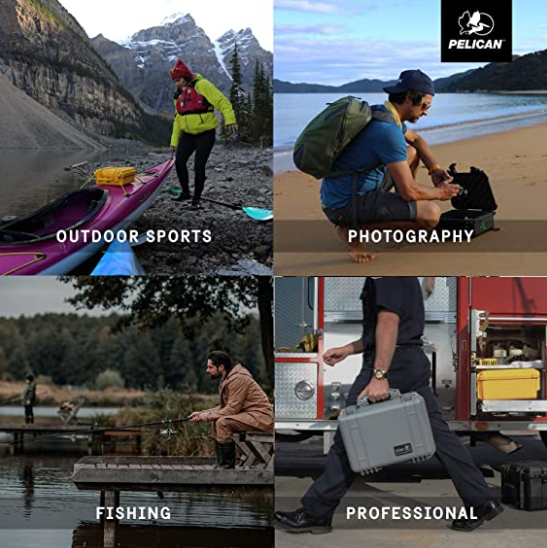 PELICAN
OUTDOOR SPORTS
PHOTOGRAPHY
FISHING
PROFESSIONAL